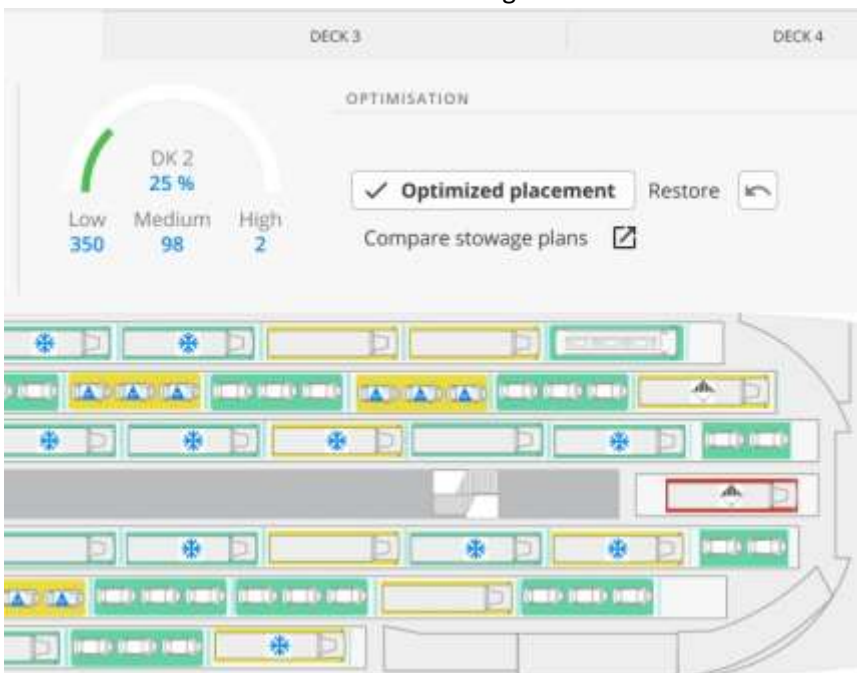 DECK 3
DECK 4
OPTIMISATION
DK 2
25 %
Low Medium High
350 98 2
Optimized placement Restore
Compare stowage plans